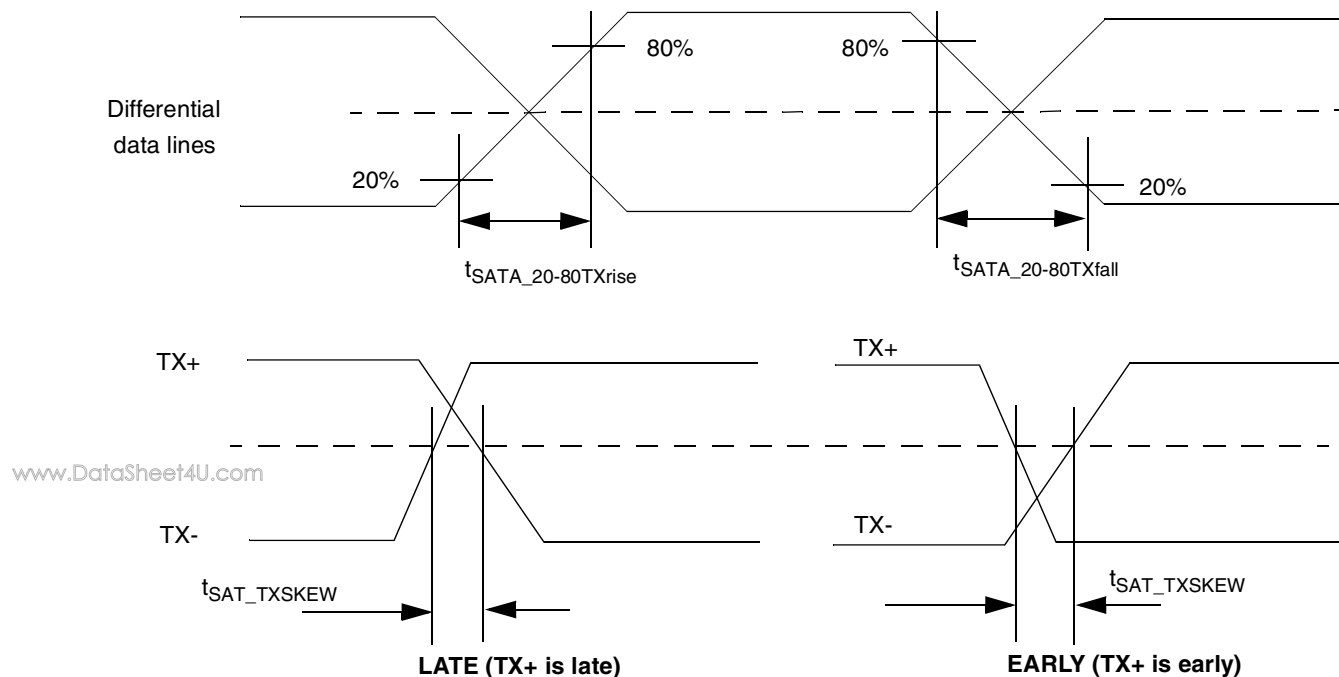 80%
80%
Differential
data lines
20%
20%
tSATA_20-80TXrise
tSATA_20-80TXfall
TX+
TX+
www.DataSheet4U.com
TX-
TX-
tSAT_TXSKEW
tSAT_TXSKEW
LATE (TX+ is late)
EARLY (TX+ is early)